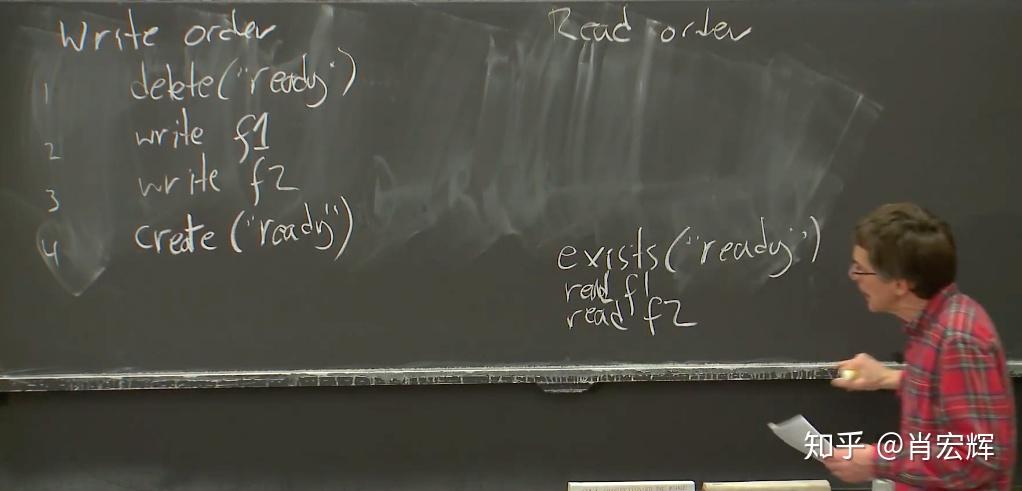 Write order
1 delete("ready")
2 write f1
3 write f2
4 create("ready")
Read order
exists("ready")
read f1
read f2
知乎 @肖宏辉